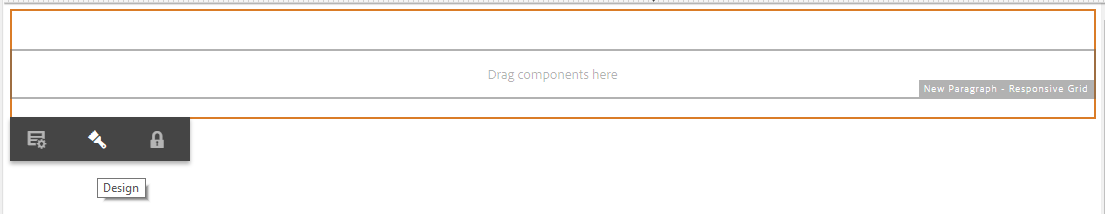 Drag components here
New Paragraph - Responsive Grid
Design